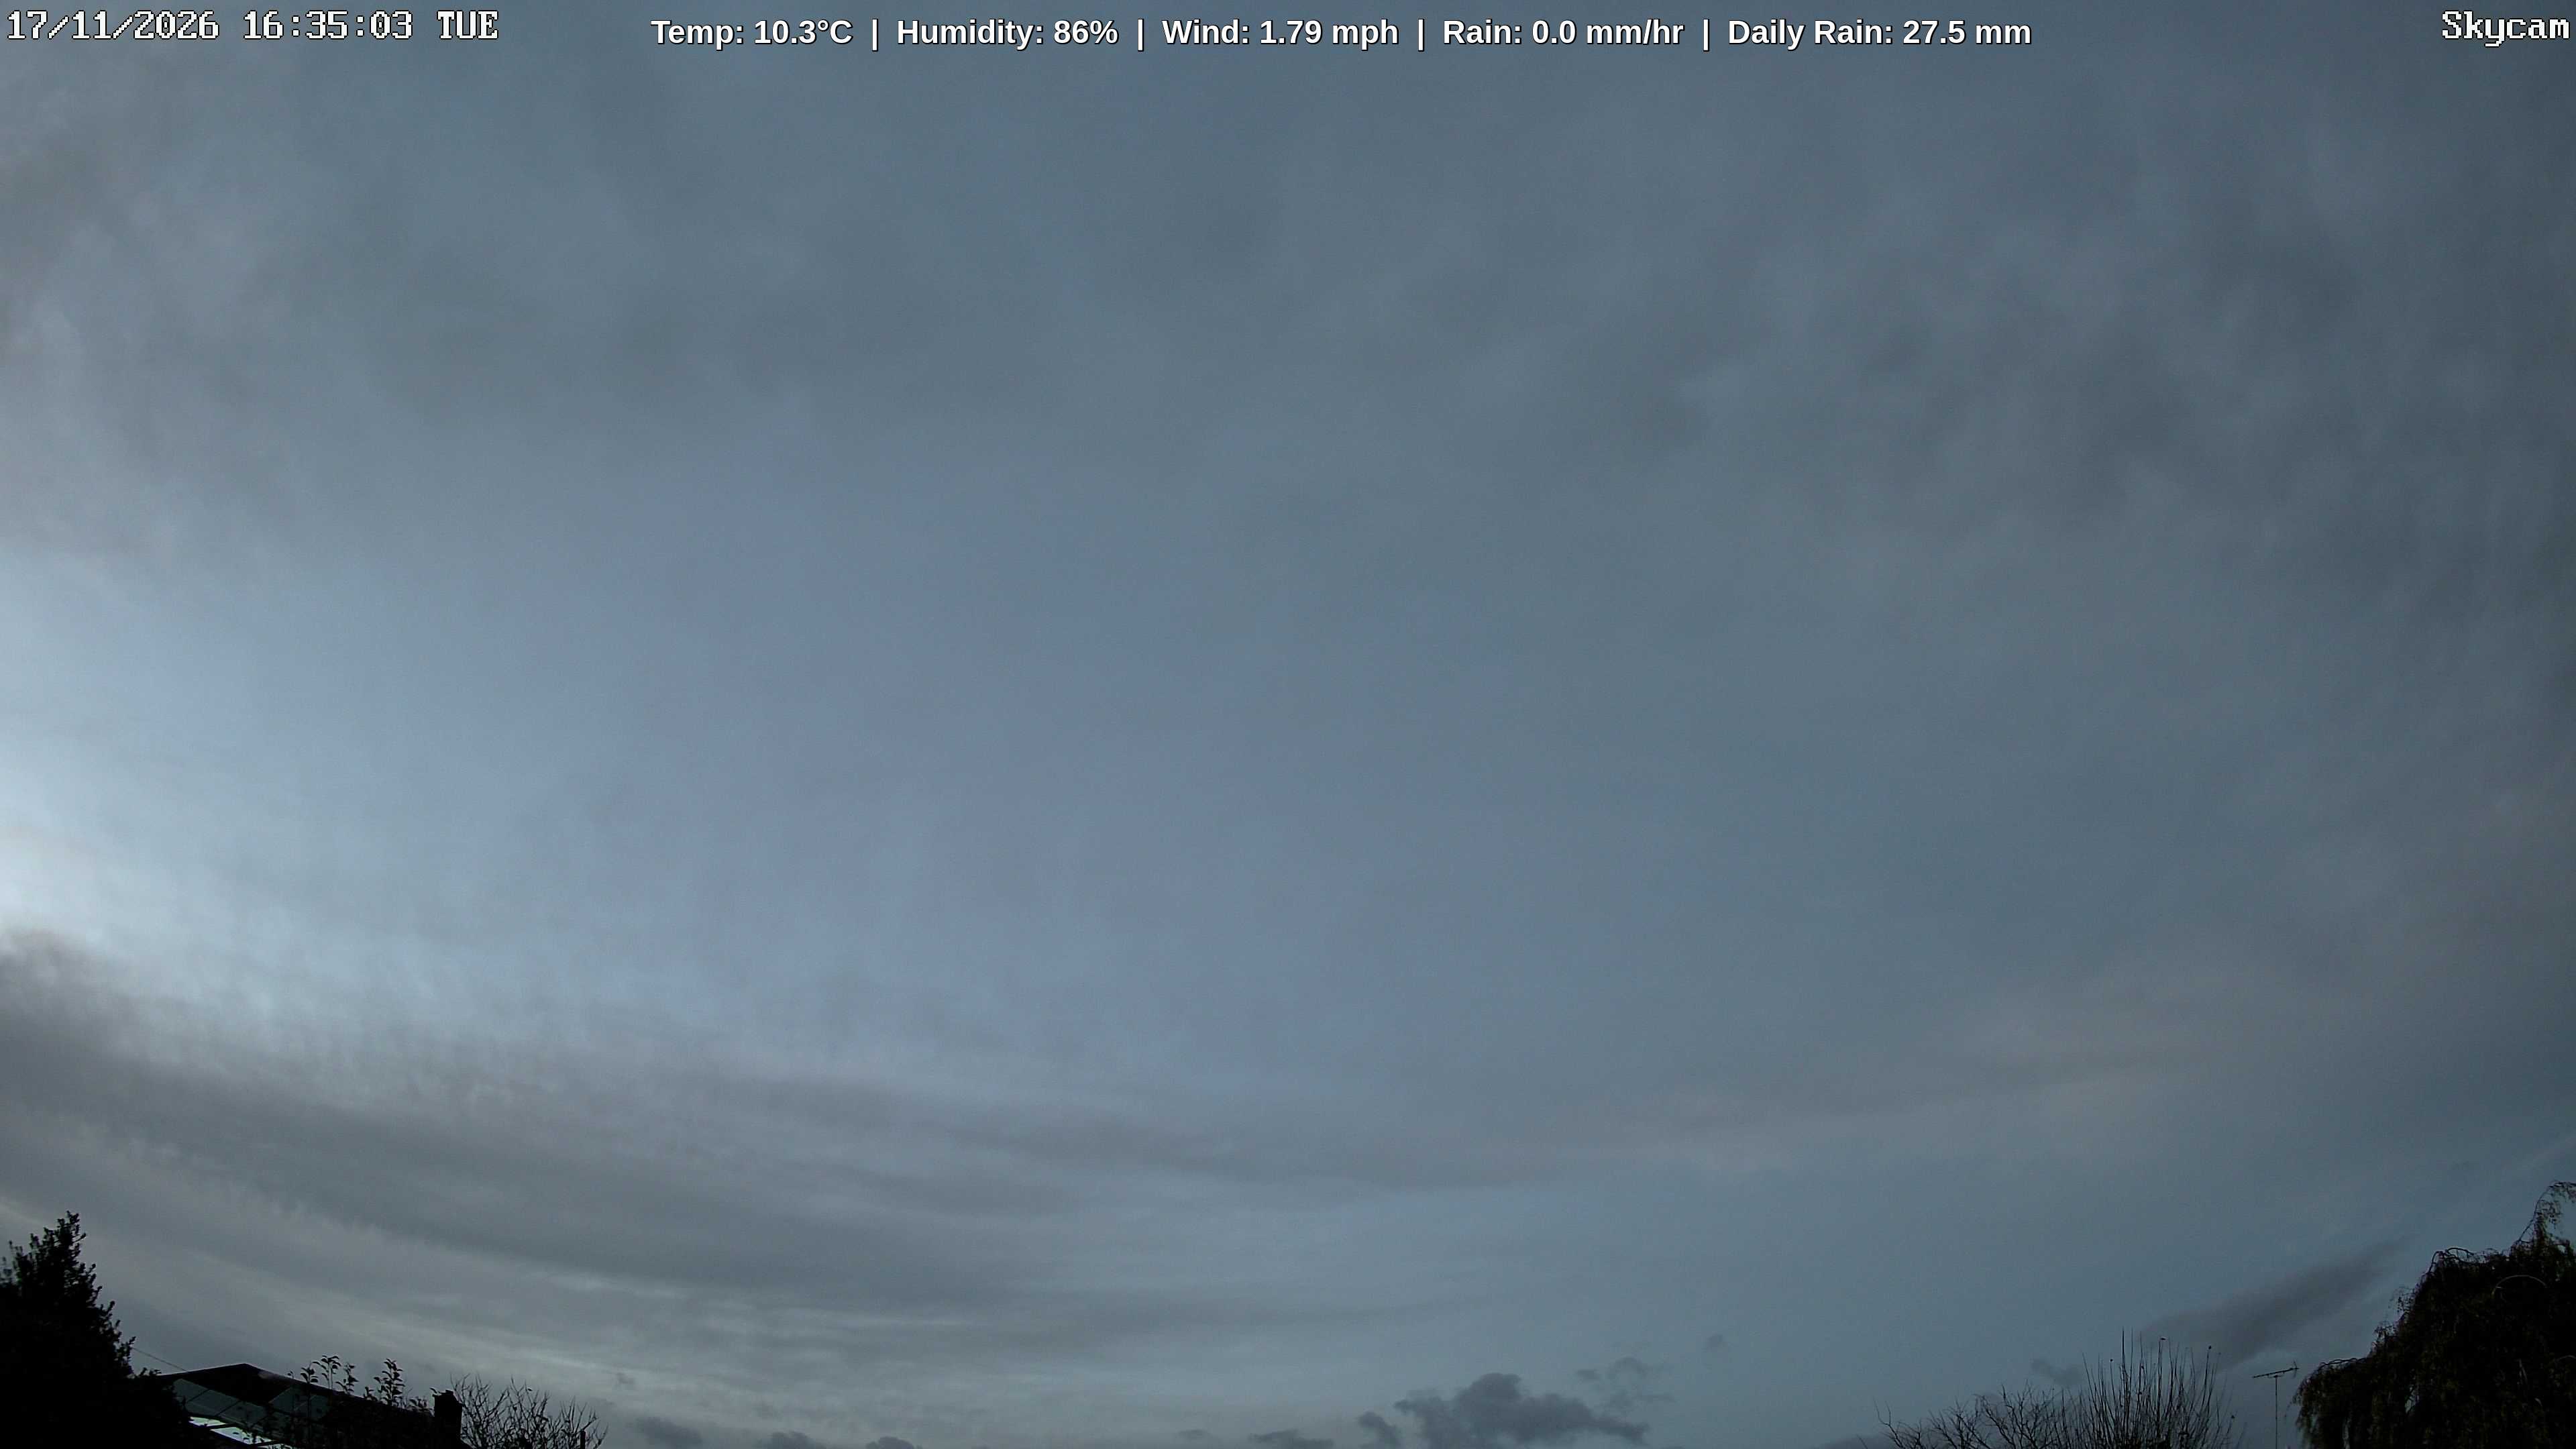 17/11/2026 16:35:03 TUE
Temp: 10.3°C | Humidity: 86% | Wind: 1.79 mph | Rain: 0.0 mm/hr | Daily Rain: 27.5 mm
Skycam